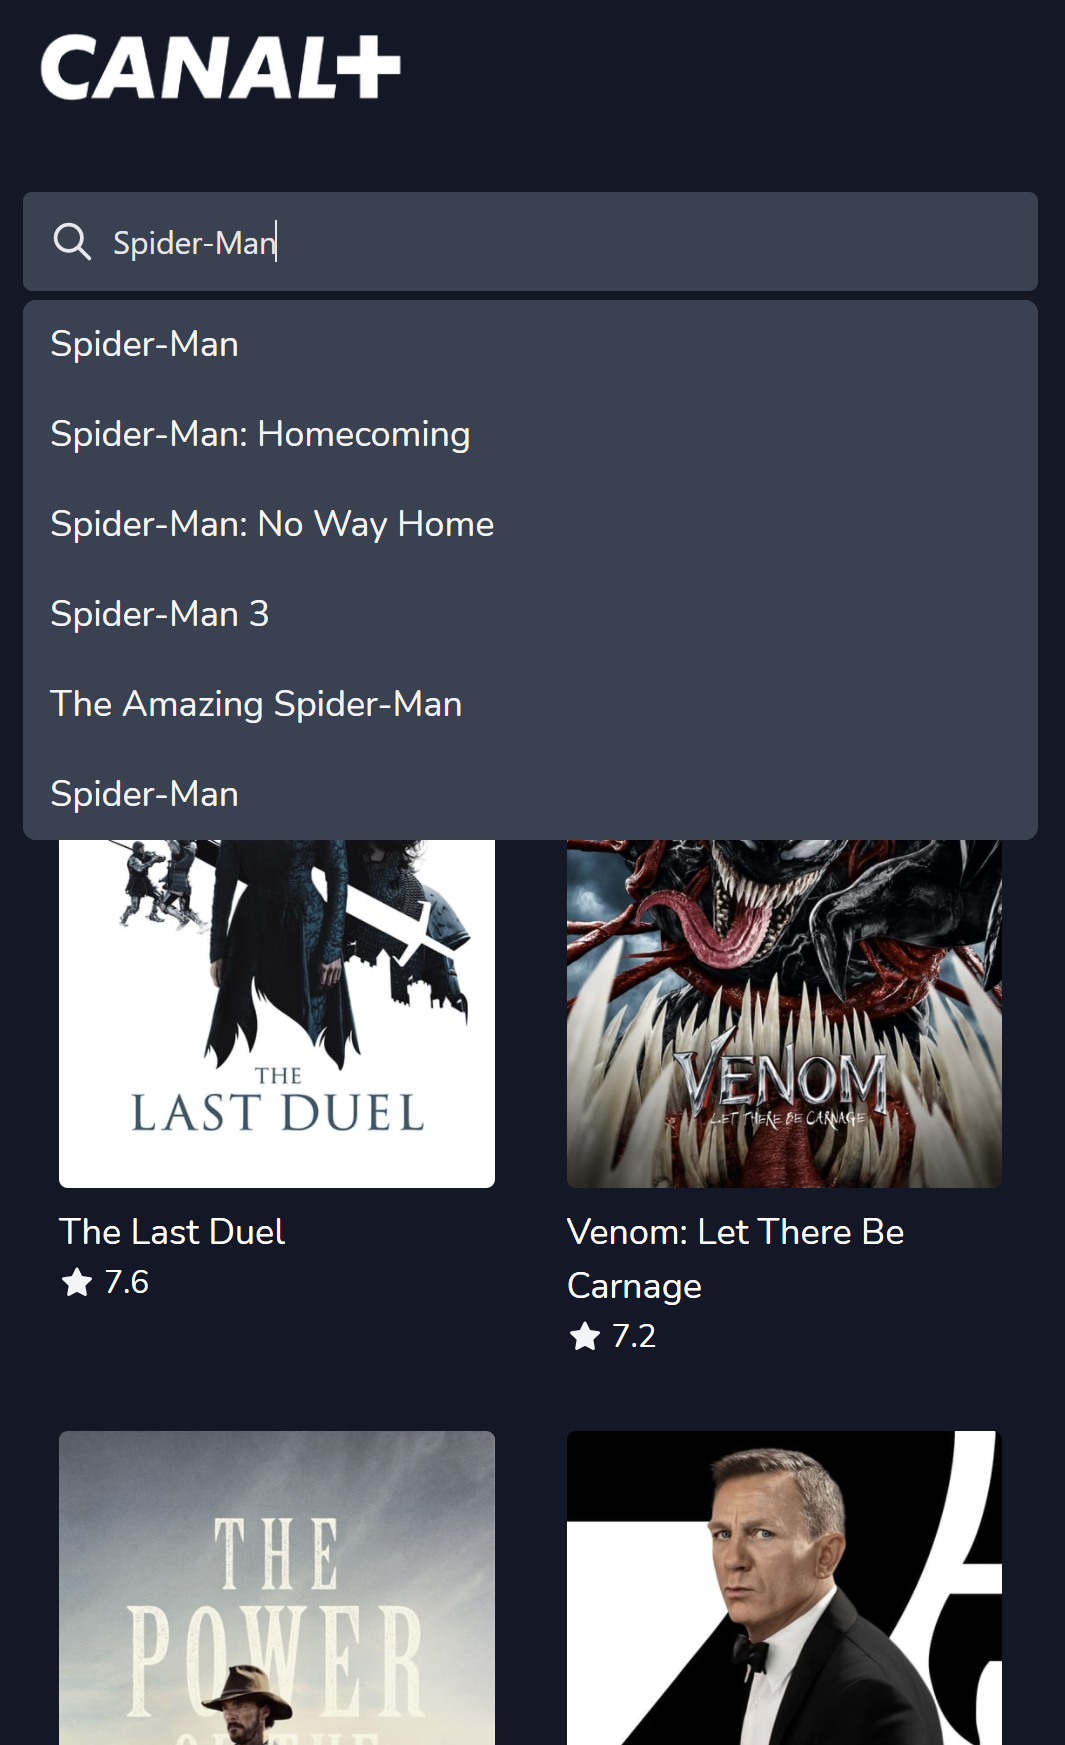 CANAL+
Spider-Man
Spider-Man
Spider-Man: Homecoming
Spider-Man: No Way Home
Spider-Man 3
The Amazing Spider-Man
Spider-Man
THE
LAST DUEL
VENOM
LET THERE BE CARNAGE
The Last Duel
7.6
Venom: Let There Be
Carnage
7.2
THE
POWER
OF THE